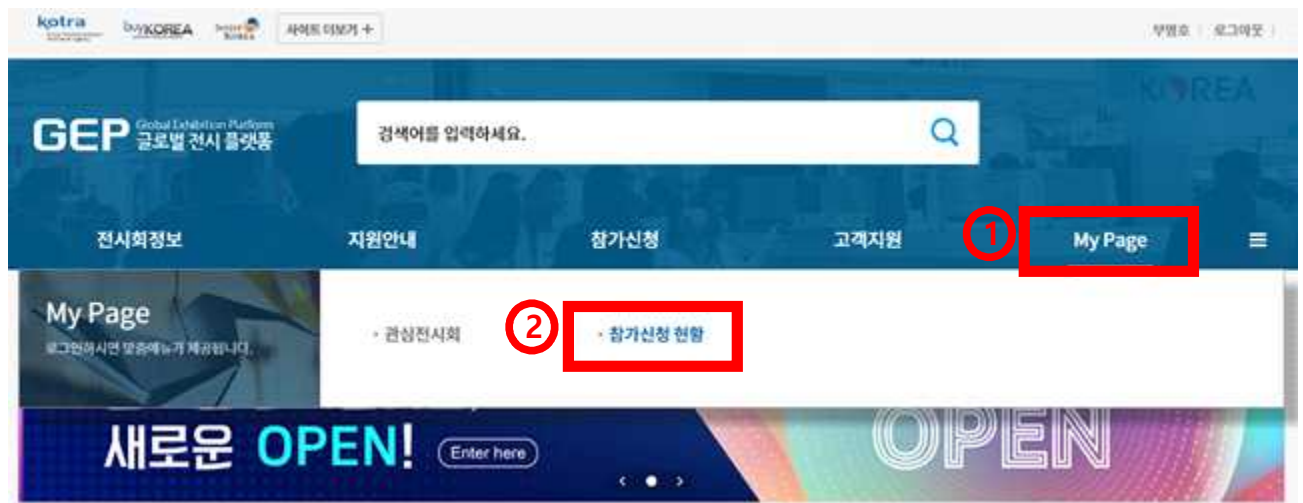 kotra
buyKOREA
사이트 더보기 +
로그아웃
KOREA
GEP Global Exhibition Platform
글로벌 전시 플랫폼
검색어를 입력하세요.
전시회정보
지원안내
참가신청
고객지원
1
My Page
My Page
로그인하시면 맞춤메뉴가 제공됩니다.
· 관심전시회
2
· 참가신청 현황
새로운 OPEN!
Enter here
OPEN